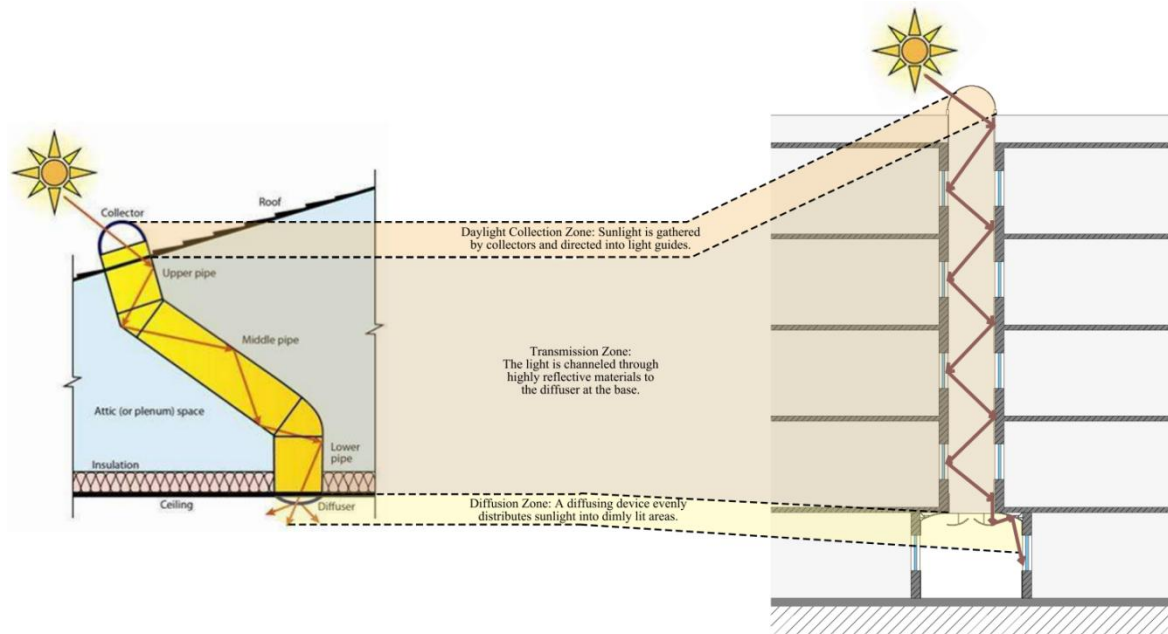 Roof
Collector
Daylight Collection Zone: Sunlight is gathered
by collectors and directed into light guides.
Upper pipe
Middle pipe
Transmission Zone:
The light is channeled through
highly reflective materials to
the diffuser at the base.
Attic (or plenum) space
Lower
pipe
Insulation
Ceiling
Diffuser
Diffusion Zone: A diffusing device evenly
distributes sunlight into dimly lit areas.